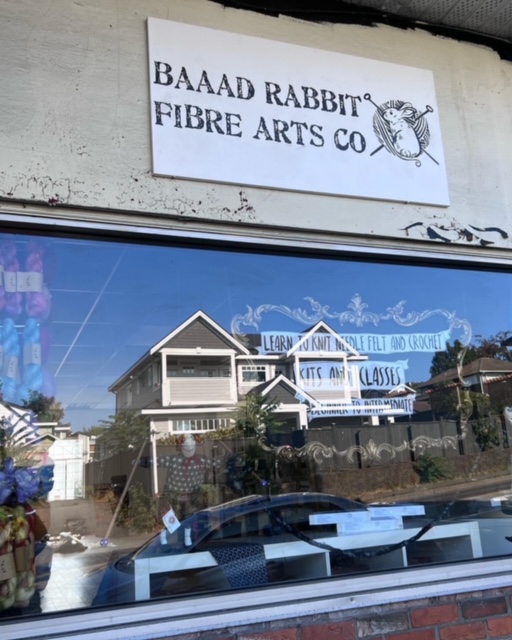 BAAAD RABBIT
FIBRE ARTS CO
LEARN TO KNIT NEEDLE FELT AND CROCHET
KITS AND CLASSES
BEGINNER TO INTERMEDIATE